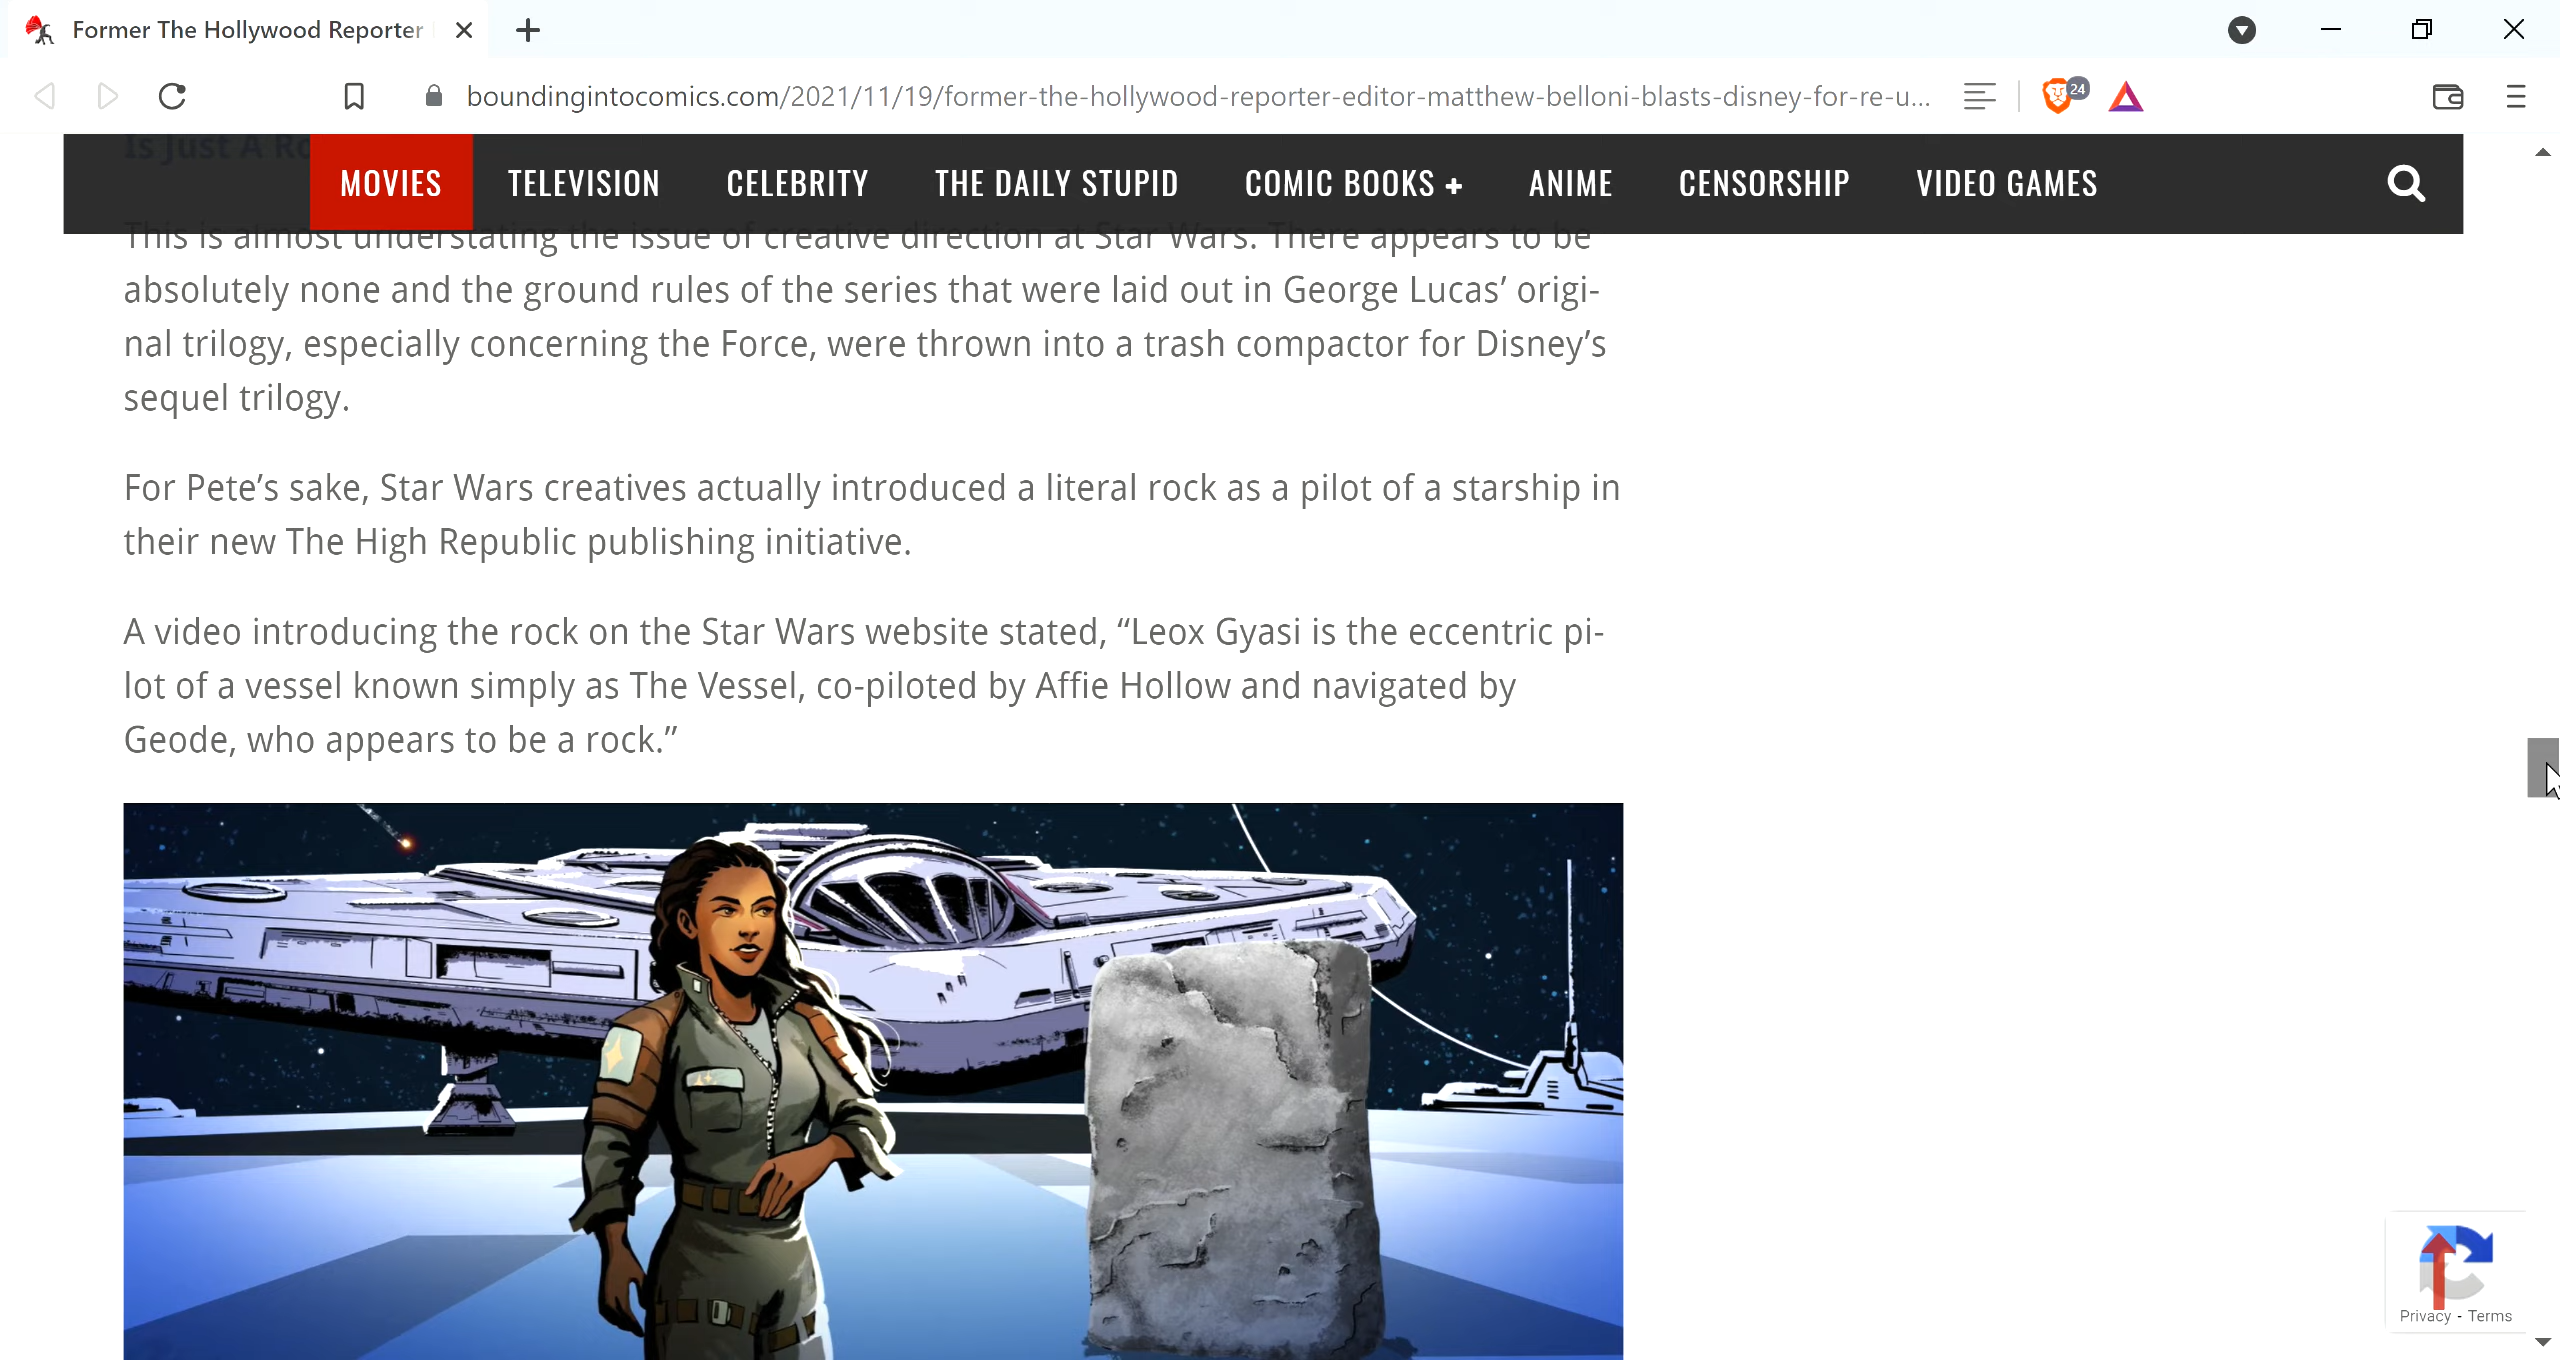 Former The Hollywood Reporter
boundingintocomics.com/2021/11/19/former-the-hollywood-reporter-editor-matthew-belloni-blasts-disney-for-re-u...
24
Is Just A Ro
MOVIES TELEVISION CELEBRITY THE DAILY STUPID COMIC BOOKS + ANIME CENSORSHIP VIDEO GAMES
This is almost understating the issue of creative direction at Star Wars. There appears to be
absolutely none and the ground rules of the series that were laid out in George Lucas’ origi-
nal trilogy, especially concerning the Force, were thrown into a trash compactor for Disney’s
sequel trilogy.
For Pete’s sake, Star Wars creatives actually introduced a literal rock as a pilot of a starship in
their new The High Republic publishing initiative.
A video introducing the rock on the Star Wars website stated, “Leox Gyasi is the eccentric pi-
lot of a vessel known simply as The Vessel, co-piloted by Affie Hollow and navigated by
Geode, who appears to be a rock.”
Privacy - Terms